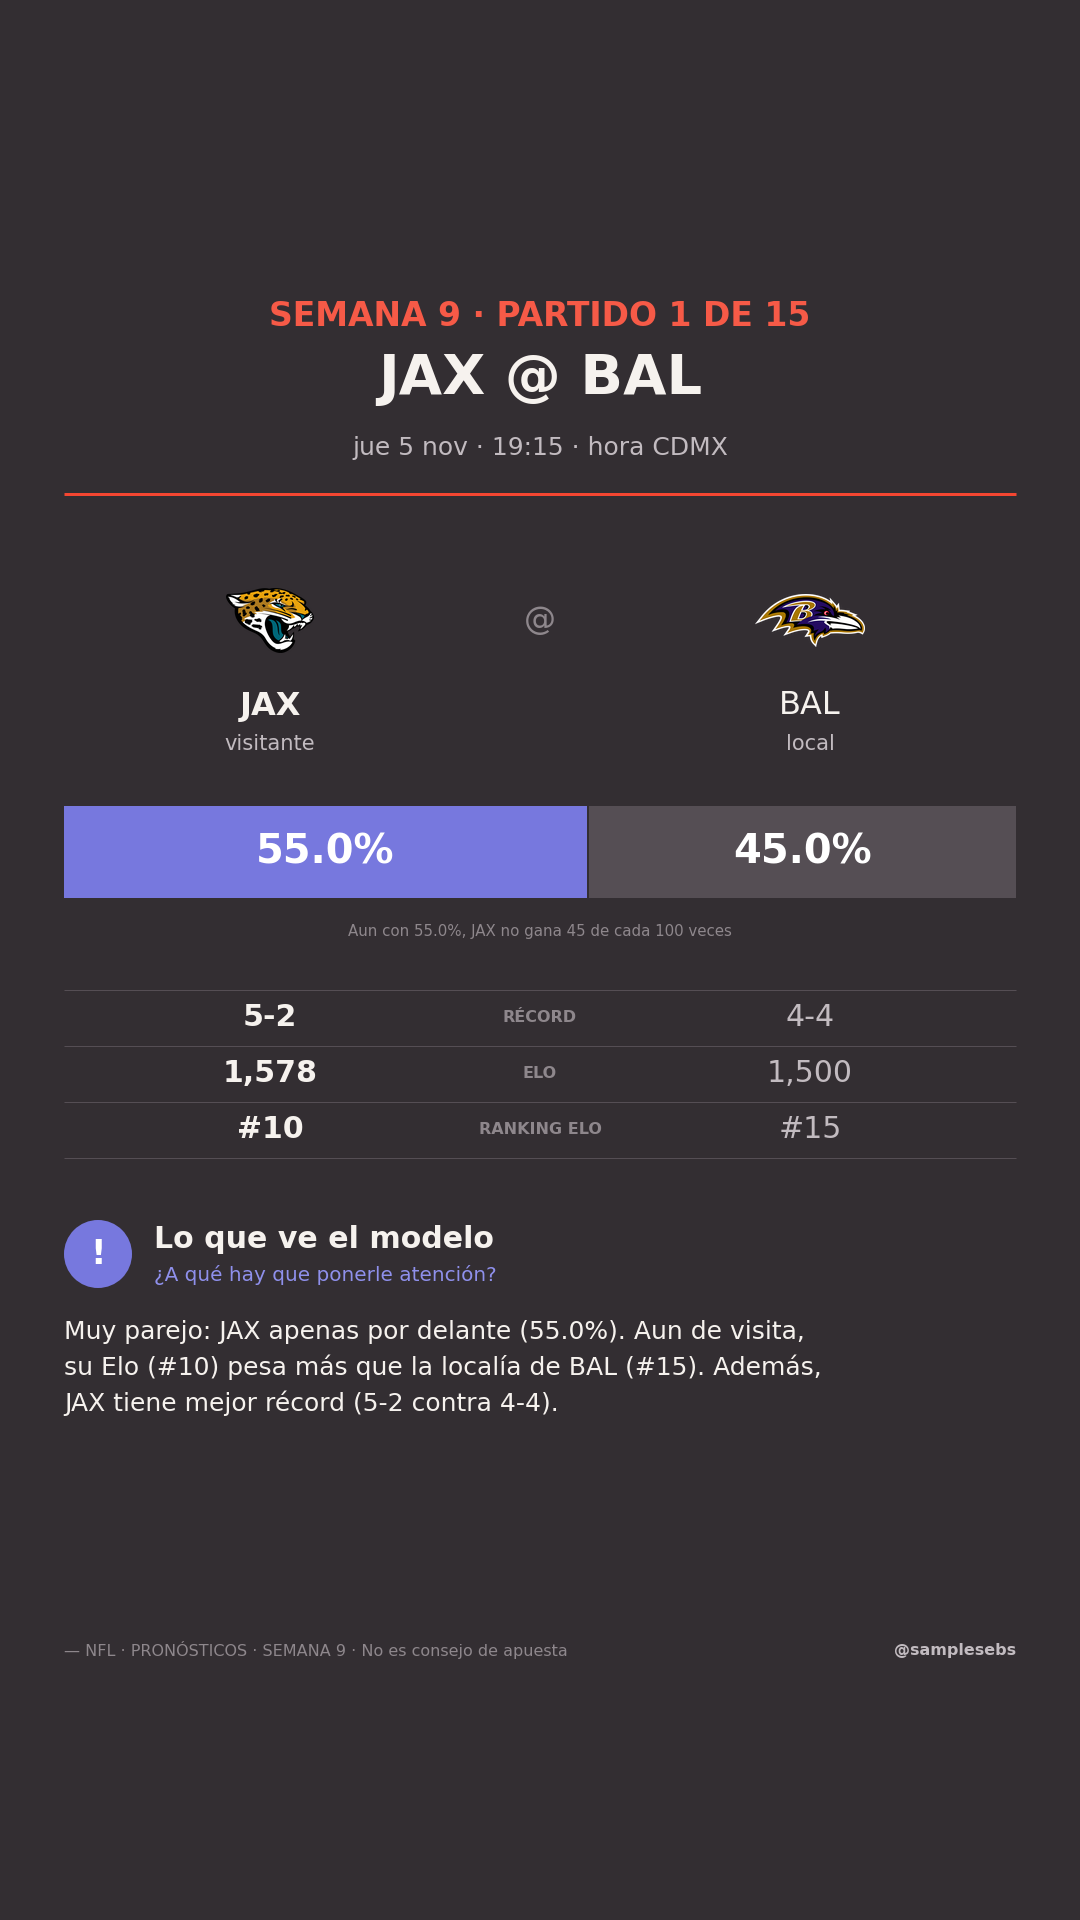 SEMANA 9 · PARTIDO 1 DE 15
JAX @ BAL
jue 5 nov · 19:15 · hora CDMX
@
B
JAX
BAL
visitante
local
55.0%
45.0%
Aun con 55.0%, JAX no gana 45 de cada 100 veces
5-2 RÉCORD 4-4
1,578 ELO 1,500
#10 RANKING ELO #15
!
Lo que ve el modelo
¿A qué hay que ponerle atención?
Muy parejo: JAX apenas por delante (55.0%). Aun de visita,
su Elo (#10) pesa más que la localía de BAL (#15). Además,
JAX tiene mejor récord (5-2 contra 4-4).
— NFL · PRONÓSTICOS · SEMANA 9 · No es consejo de apuesta
@samplesebs